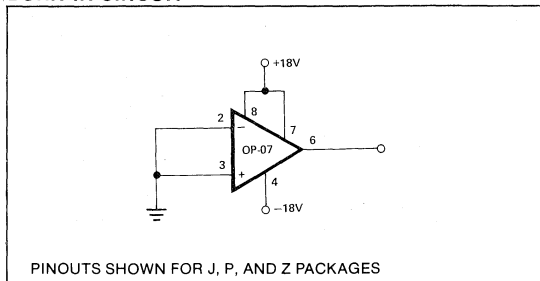 +18V
8
2
−
7
OP-07
6
3
+
4
−18V
PINOUTS SHOWN FOR J, P, AND Z PACKAGES